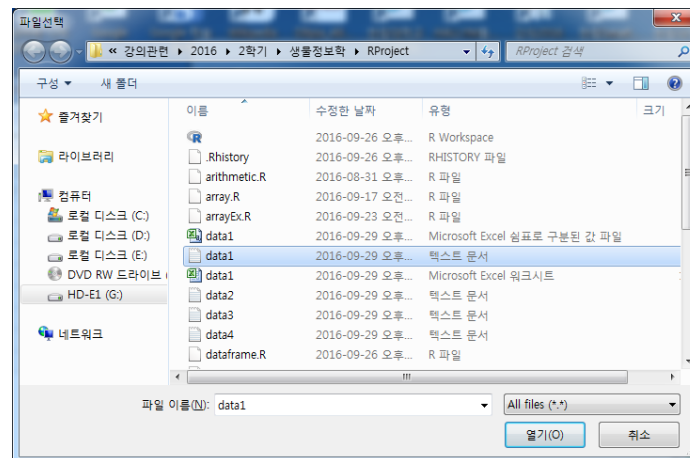 파일선택
« 강의관련 ▸ 2016 ▸ 2학기 ▸ 생물정보학 ▸ RProject
RProject 검색
구성 새 폴더
이름 수정한 날짜 유형 크기
즐겨찾기
라이브러리
컴퓨터
로컬 디스크 (C:)
로컬 디스크 (D:)
로컬 디스크 (E:)
DVD RW 드라이브 (
HD-E1 (G:)
네트워크
2016-09-26 오후... R Workspace
.Rhistory 2016-09-26 오후... RHISTORY 파일
arithmetic.R 2016-08-31 오후... R 파일
array.R 2016-09-17 오전... R 파일
arrayEx.R 2016-09-23 오전... R 파일
data1 2016-09-29 오후... Microsoft Excel 쉼표로 구분된 값 파일
data1 2016-09-29 오후... 텍스트 문서
data1 2016-09-29 오후... Microsoft Excel 워크시트
data2 2016-09-29 오후... 텍스트 문서
data3 2016-09-29 오후... 텍스트 문서
data4 2016-09-29 오후... 텍스트 문서
dataframe.R 2016-09-26 오후... R 파일
파일 이름(N): data1
All files (*.*)
열기(O) 취소